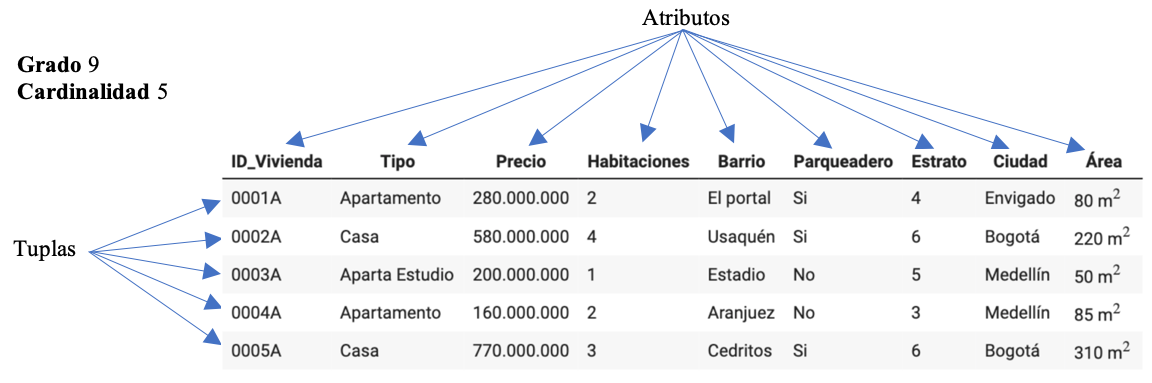 Atributos
Grado 9
Cardinalidad 5
ID_Vivienda Tipo Precio Habitaciones Barrio Parqueadero Estrato Ciudad Área
0001A Apartamento 280.000.000 2 El portal Si 4 Envigado 80 m²
0002A Casa 580.000.000 4 Usaquén Si 6 Bogotá 220 m²
Tuplas
0003A Aparta Estudio 200.000.000 1 Estadio No 5 Medellín 50 m²
0004A Apartamento 160.000.000 2 Aranjuez No 3 Medellín 85 m²
0005A Casa 770.000.000 3 Cedritos Si 6 Bogotá 310 m²